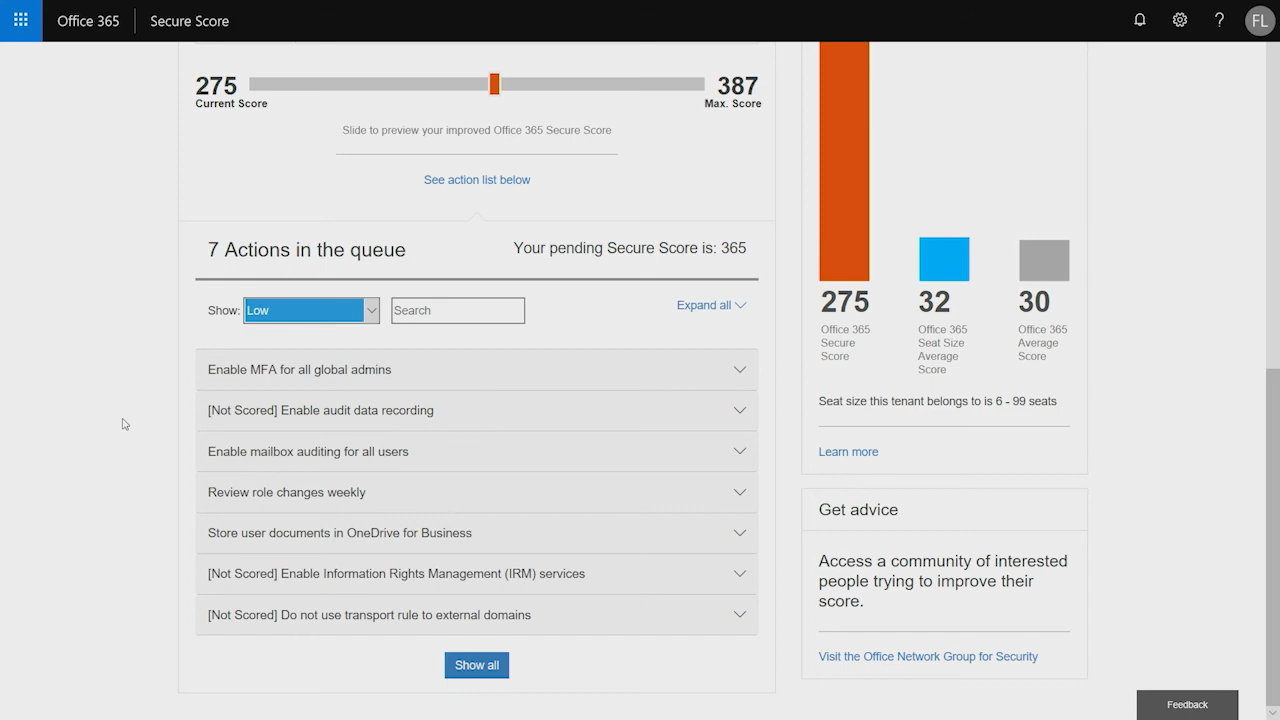 Office 365
Secure Score
FL
275
Current Score
387
Max. Score
Slide to preview your improved Office 365 Secure Score
See action list below
7 Actions in the queue
Your pending Secure Score is: 365
Show:
Low
Search
Expand all
Enable MFA for all global admins
[Not Scored] Enable audit data recording
Enable mailbox auditing for all users
Review role changes weekly
Store user documents in OneDrive for Business
[Not Scored] Enable Information Rights Management (IRM) services
[Not Scored] Do not use transport rule to external domains
Show all
275
Office 365
Secure
Score
32
Office 365
Seat Size
Average
Score
30
Office 365
Average
Score
Seat size this tenant belongs to is 6 - 99 seats
Learn more
Get advice
Access a community of interested
people trying to improve their
score.
Visit the Office Network Group for Security
Feedback